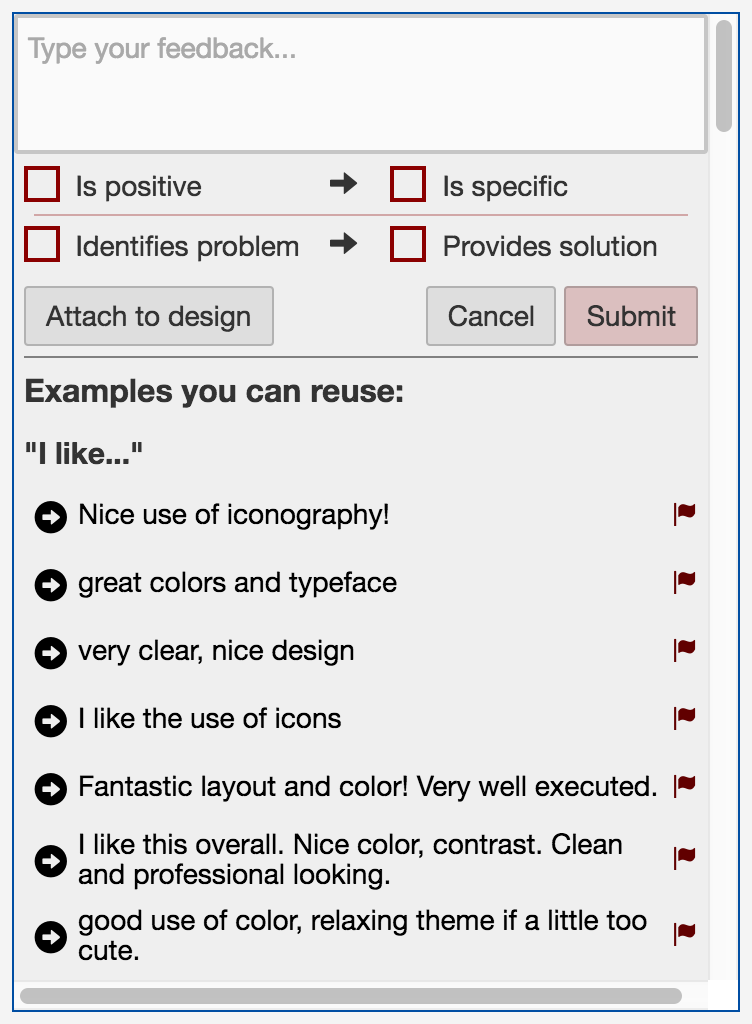 Type your feedback...
Is positive Is specific
Identifies problem Provides solution
Attach to design Cancel Submit
Examples you can reuse:
"I like..."
Nice use of iconography!
great colors and typeface
very clear, nice design
I like the use of icons
Fantastic layout and color! Very well executed.
I like this overall. Nice color, contrast. Clean
and professional looking.
good use of color, relaxing theme if a little too
cute.